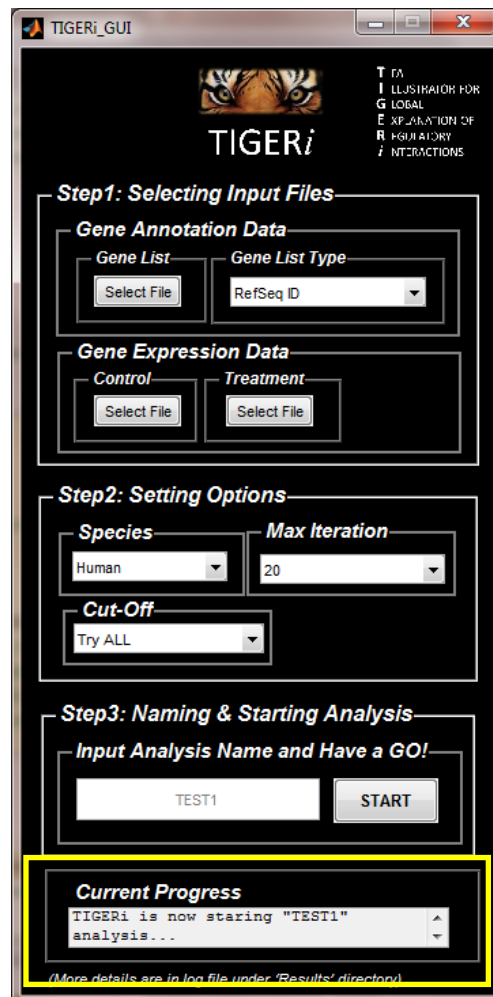 TIGERi_GUI
TIGERi
T FA
I LLUSTRATOR FOR
G LOBAL
E XPLANATION OF
R EGULATORY
i NTERACTIONS
Step1: Selecting Input Files
Gene Annotation Data
Gene List
Gene List Type
Select File
RefSeq ID
Gene Expression Data
Control
Treatment
Select File
Select File
Step2: Setting Options
Species
Max Iteration
Human
20
Cut-Off
Try ALL
Step3: Naming & Starting Analysis
Input Analysis Name and Have a GO!
TEST1
START
Current Progress
TIGERi is now staring "TEST1"
analysis...
(More details are in log file under 'Results' directory)